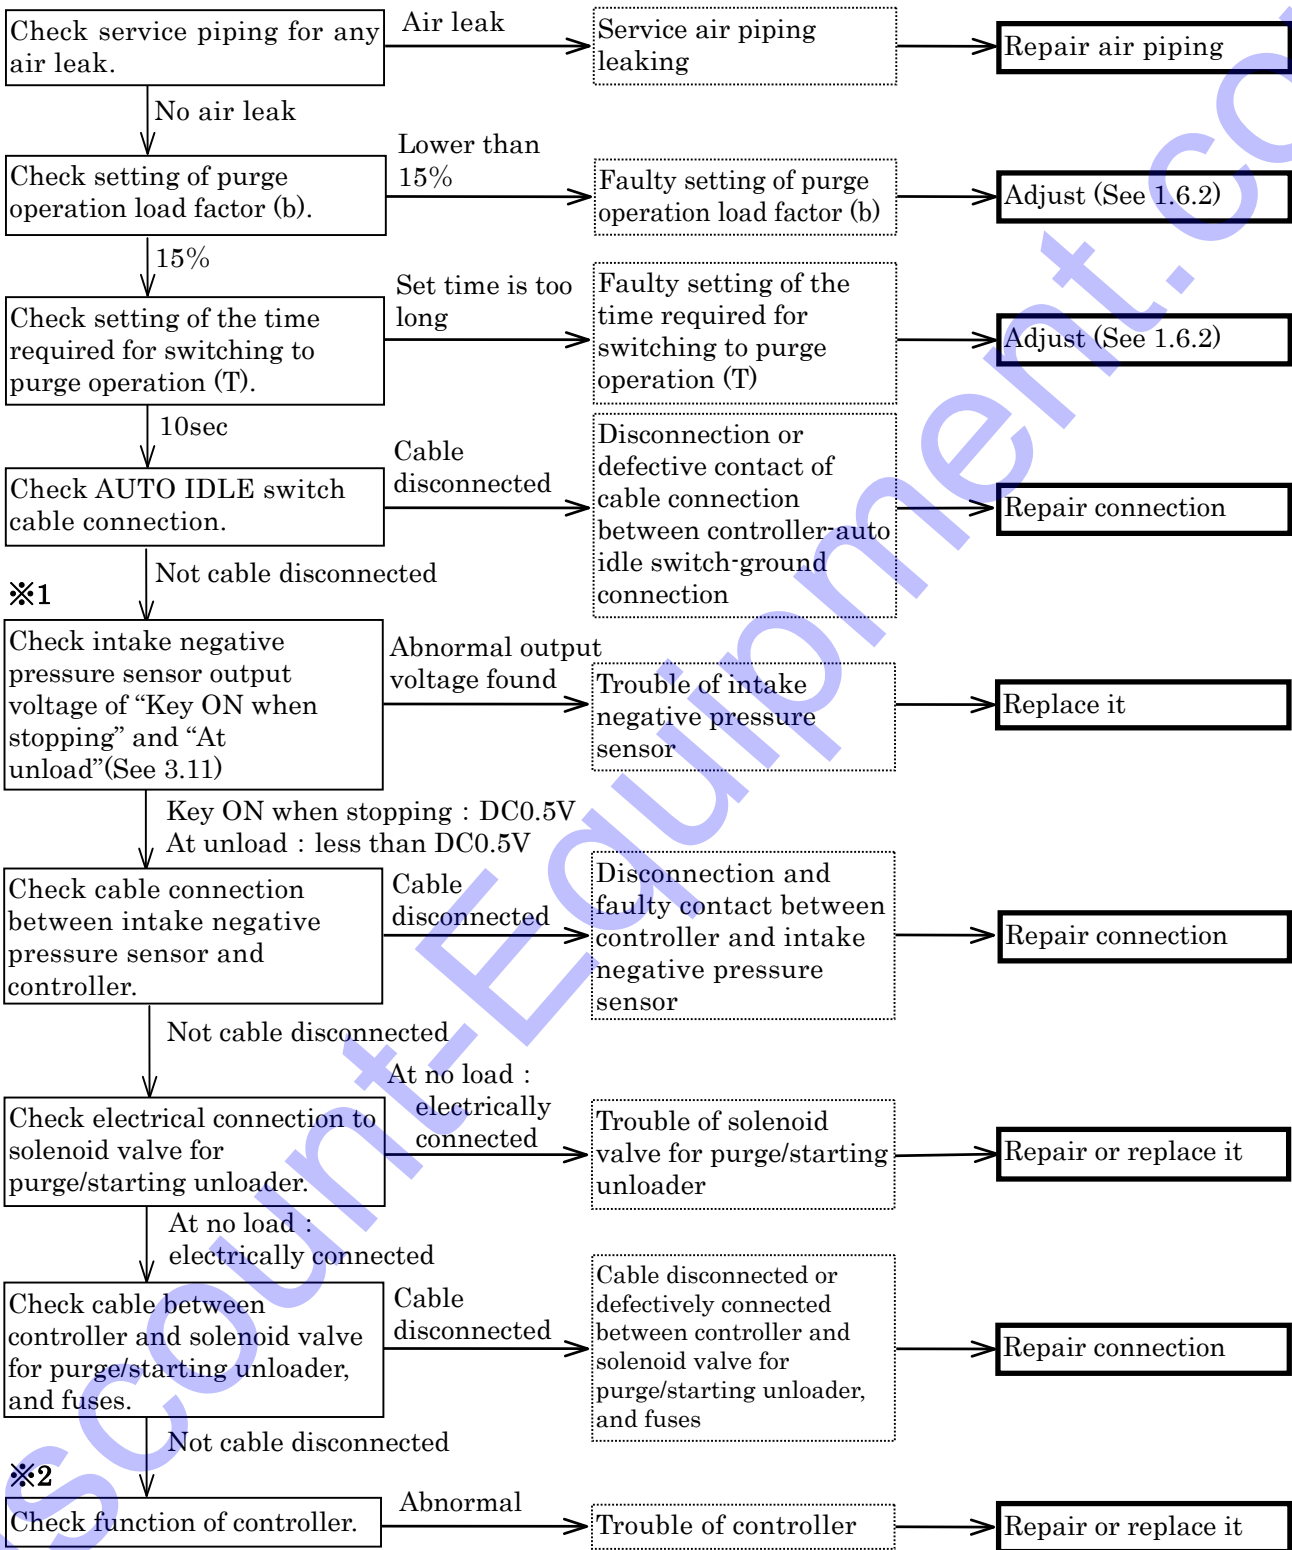 Check service piping for any
air leak.
Air leak
Service air piping
leaking
Repair air piping
No air leak
Check setting of purge
operation load factor (b).
Lower than
15%
Faulty setting of purge
operation load factor (b)
Adjust (See 1.6.2)
15%
Check setting of the time
required for switching to
purge operation (T).
Set time is too
long
Faulty setting of the
time required for
switching to purge
operation (T)
Adjust (See 1.6.2)
10sec
Check AUTO IDLE switch
cable connection.
Cable
disconnected
Disconnection or
defective contact of
cable connection
between controller-auto
idle switch-ground
connection
Repair connection
Not cable disconnected
※1
Check intake negative
pressure sensor output
voltage of “Key ON when
stopping” and “At
unload”(See 3.11)
Abnormal output
voltage found
Trouble of intake
negative pressure
sensor
Replace it
Key ON when stopping : DC0.5V
At unload : less than DC0.5V
Check cable connection
between intake negative
pressure sensor and
controller.
Cable
disconnected
Disconnection and
faulty contact between
controller and intake
negative pressure
sensor
Repair connection
Not cable disconnected
Check electrical connection to
solenoid valve for
purge/starting unloader.
At no load :
electrically
connected
Trouble of solenoid
valve for purge/starting
unloader
Repair or replace it
At no load :
electrically connected
Check cable between
controller and solenoid valve
for purge/starting unloader,
and fuses.
Cable
disconnected
Cable disconnected or
defectively connected
between controller and
solenoid valve for
purge/starting unloader,
and fuses
Repair connection
Not cable disconnected
※2
Check function of controller.
Abnormal
Trouble of controller
Repair or replace it
scount-Equipment.co